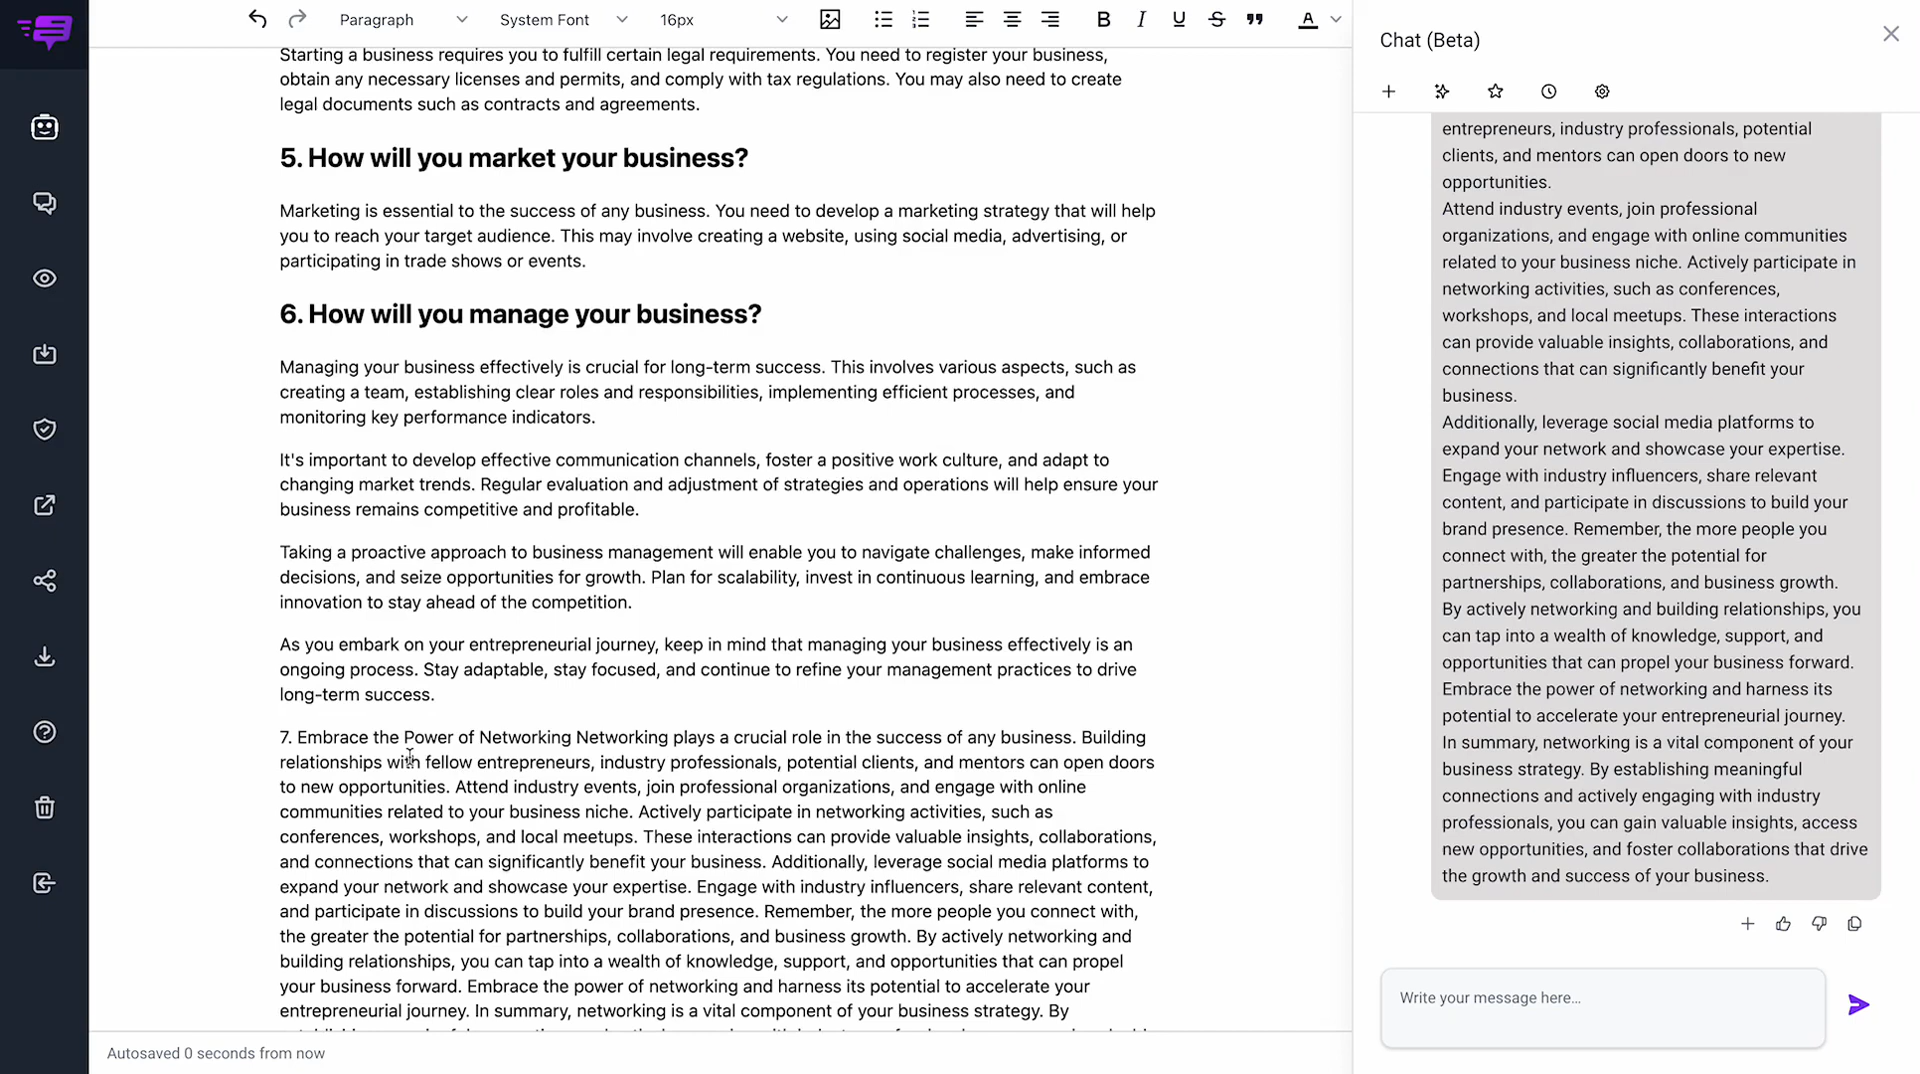 Paragraph
System Font
16px
Starting a business requires you to fulfill certain legal requirements. You need to register your business,
obtain any necessary licenses and permits, and comply with tax regulations. You may also need to create
legal documents such as contracts and agreements.
5. How will you market your business?
Marketing is essential to the success of any business. You need to develop a marketing strategy that will help
you to reach your target audience. This may involve creating a website, using social media, advertising, or
participating in trade shows or events.
6. How will you manage your business?
Managing your business effectively is crucial for long-term success. This involves various aspects, such as
creating a team, establishing clear roles and responsibilities, implementing efficient processes, and
monitoring key performance indicators.
It's important to develop effective communication channels, foster a positive work culture, and adapt to
changing market trends. Regular evaluation and adjustment of strategies and operations will help ensure your
business remains competitive and profitable.
Taking a proactive approach to business management will enable you to navigate challenges, make informed
decisions, and seize opportunities for growth. Plan for scalability, invest in continuous learning, and embrace
innovation to stay ahead of the competition.
As you embark on your entrepreneurial journey, keep in mind that managing your business effectively is an
ongoing process. Stay adaptable, stay focused, and continue to refine your management practices to drive
long-term success.
7. Embrace the Power of Networking Networking plays a crucial role in the success of any business. Building
relationships with fellow entrepreneurs, industry professionals, potential clients, and mentors can open doors
to new opportunities. Attend industry events, join professional organizations, and engage with online
communities related to your business niche. Actively participate in networking activities, such as
conferences, workshops, and local meetups. These interactions can provide valuable insights, collaborations,
and connections that can significantly benefit your business. Additionally, leverage social media platforms to
expand your network and showcase your expertise. Engage with industry influencers, share relevant content,
and participate in discussions to build your brand presence. Remember, the more people you connect with,
the greater the potential for partnerships, collaborations, and business growth. By actively networking and
building relationships, you can tap into a wealth of knowledge, support, and opportunities that can propel
your business forward. Embrace the power of networking and harness its potential to accelerate your
entrepreneurial journey. In summary, networking is a vital component of your business strategy. By
Autosaved 0 seconds from now
Chat (Beta)
entrepreneurs, industry professionals, potential
clients, and mentors can open doors to new
opportunities.
Attend industry events, join professional
organizations, and engage with online communities
related to your business niche. Actively participate in
networking activities, such as conferences,
workshops, and local meetups. These interactions
can provide valuable insights, collaborations, and
connections that can significantly benefit your
business.
Additionally, leverage social media platforms to
expand your network and showcase your expertise.
Engage with industry influencers, share relevant
content, and participate in discussions to build your
brand presence. Remember, the more people you
connect with, the greater the potential for
partnerships, collaborations, and business growth.
By actively networking and building relationships, you
can tap into a wealth of knowledge, support, and
opportunities that can propel your business forward.
Embrace the power of networking and harness its
potential to accelerate your entrepreneurial journey.
In summary, networking is a vital component of your
business strategy. By establishing meaningful
connections and actively engaging with industry
professionals, you can gain valuable insights, access
new opportunities, and foster collaborations that drive
the growth and success of your business.
Write your message here...